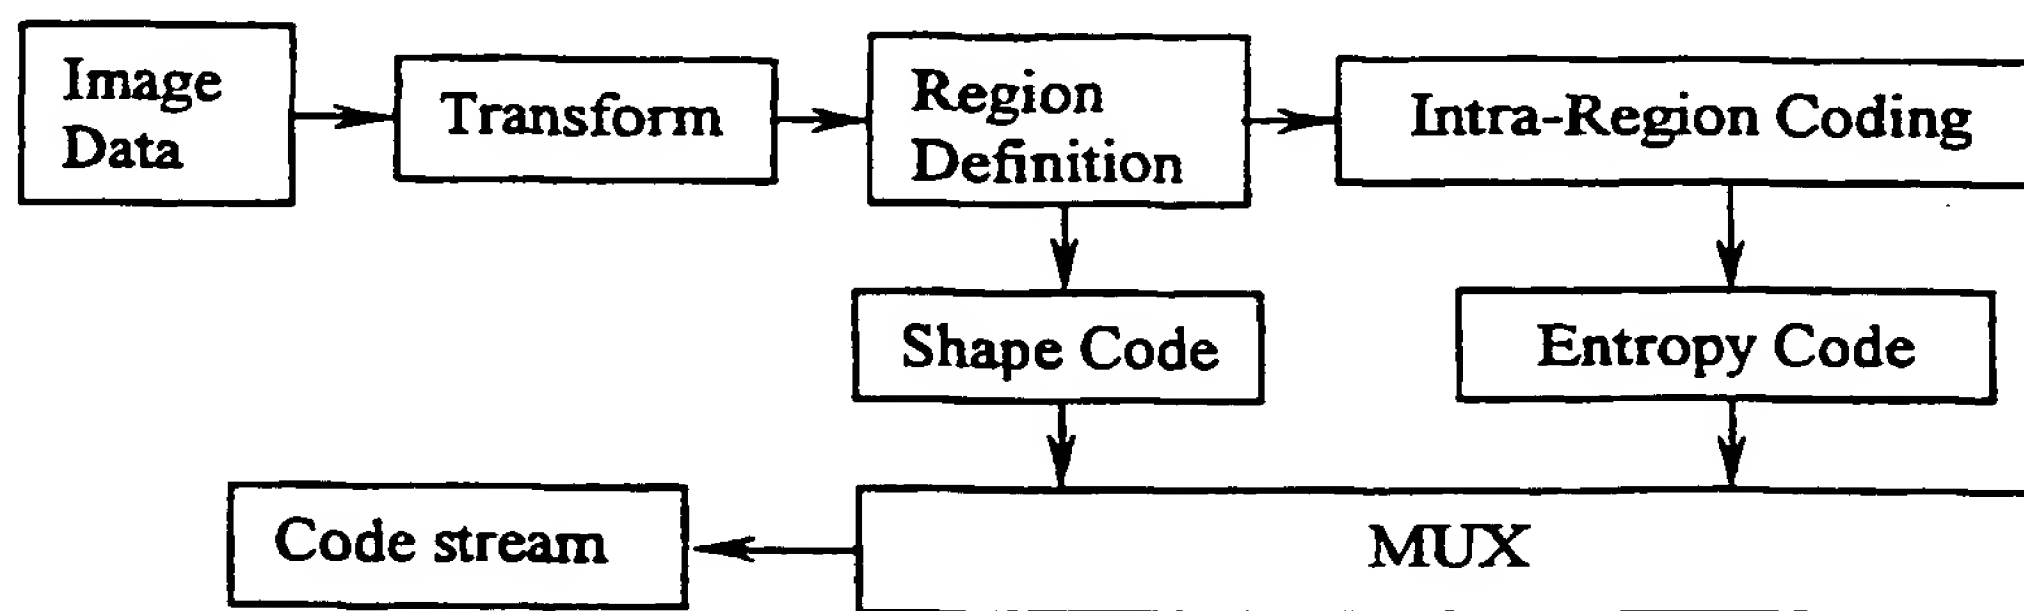 Image
Data
Transform
Region
Definition
Intra-Region Coding
Shape Code
Entropy Code
Code stream
MUX